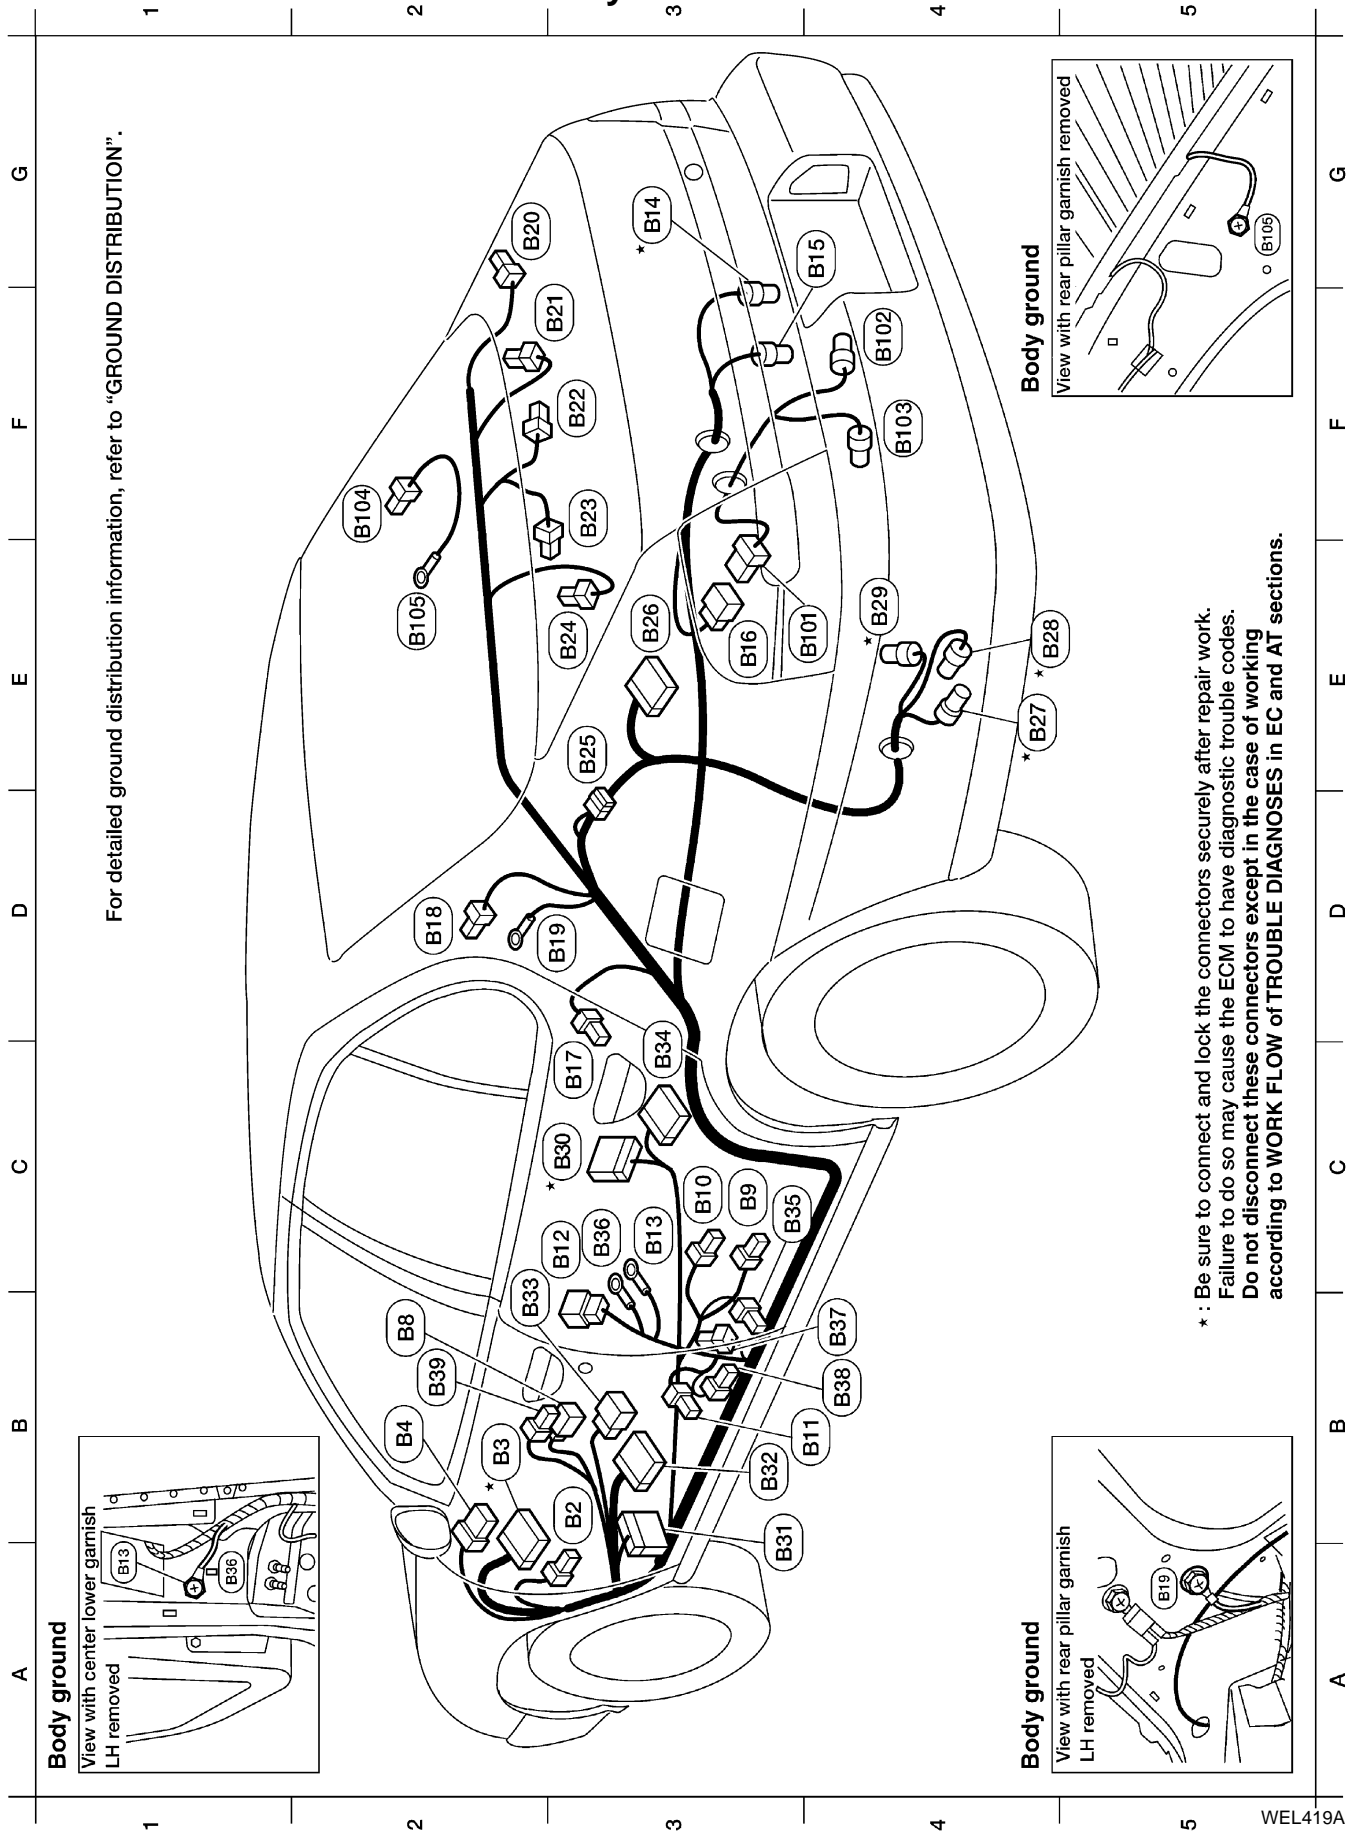 1
2
3
4
5
G
F
E
D
C
B
A
For detailed ground distribution information, refer to “GROUND DISTRIBUTION”.
Body ground
View with center lower garnish
LH removed
B13
B36
B104
B105
B20
B21
B22
B23
B24
B18
B19
B25
B26
B17
B34
★ B30
B12
B36
B13
B33
B8
B39
B4
★ B3
B2
B10
B9
B35
B37
B38
B11
B32
B31
★ B14
B15
B102
B103
B16
B101
★ B29
★ B28
★ B27
Body ground
View with rear pillar garnish
LH removed
B19
Body ground
View with rear pillar garnish removed
B105
★ : Be sure to connect and lock the connectors securely after repair work.
Failure to do so may cause the ECM to have diagnostic trouble codes.
Do not disconnect these connectors except in the case of working
according to WORK FLOW of TROUBLE DIAGNOSES in EC and AT sections.
1
2
3
4
5
G
F
E
D
C
B
A
WEL419A